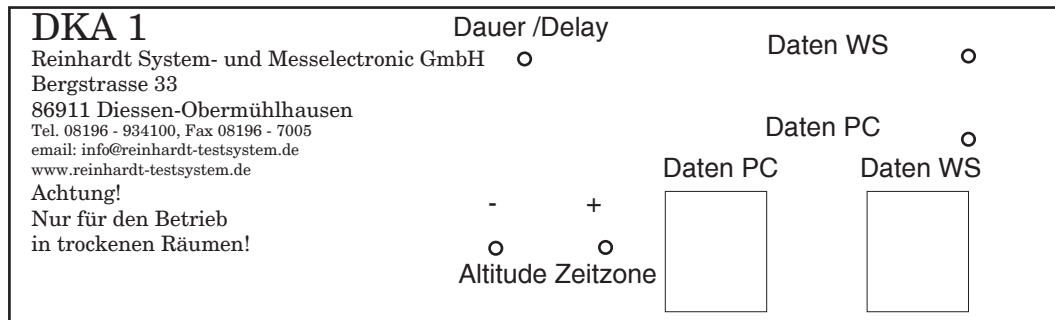 DKA 1
Reinhardt System- und Messelectronic GmbH
Bergstrasse 33
86911 Diessen-Obermühlhausen
Tel. 08196 - 934100, Fax 08196 - 7005
email: info@reinhardt-testsystem.de
www.reinhardt-testsystem.de
Achtung!
Nur für den Betrieb
in trockenen Räumen!
Dauer /Delay
- +
Altitude Zeitzone
Daten WS
Daten PC
Daten PC Daten WS